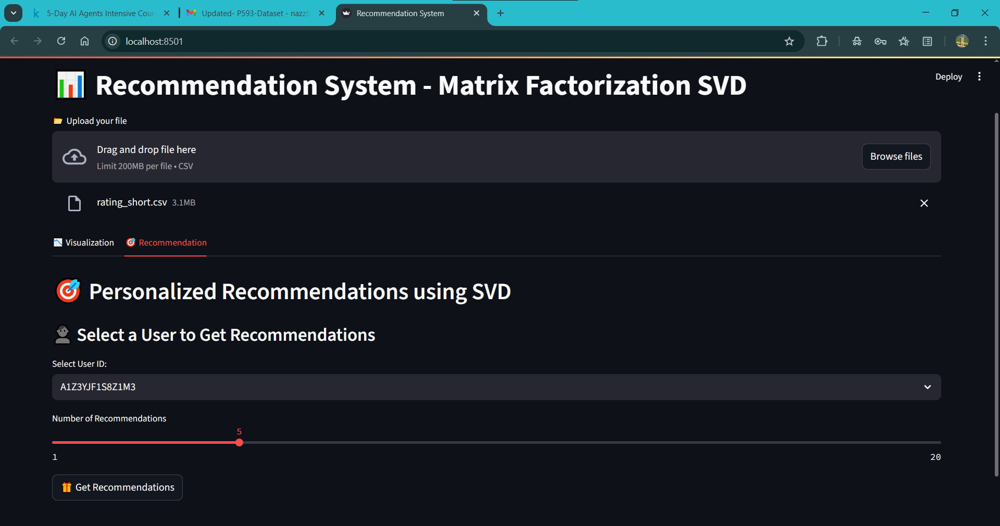 5-Day AI Agents Intensive Cour
Updated- P593-Dataset - nazzf
Recommendation System
localhost:8501
Deploy
Recommendation System - Matrix Factorization SVD
Upload your file
Drag and drop file here
Limit 200MB per file • CSV
Browse files
rating_short.csv 3.1MB
Visualization
Recommendation
Personalized Recommendations using SVD
Select a User to Get Recommendations
Select User ID:
A1Z3YJF1S8Z1M3
Number of Recommendations
5
1
20
Get Recommendations